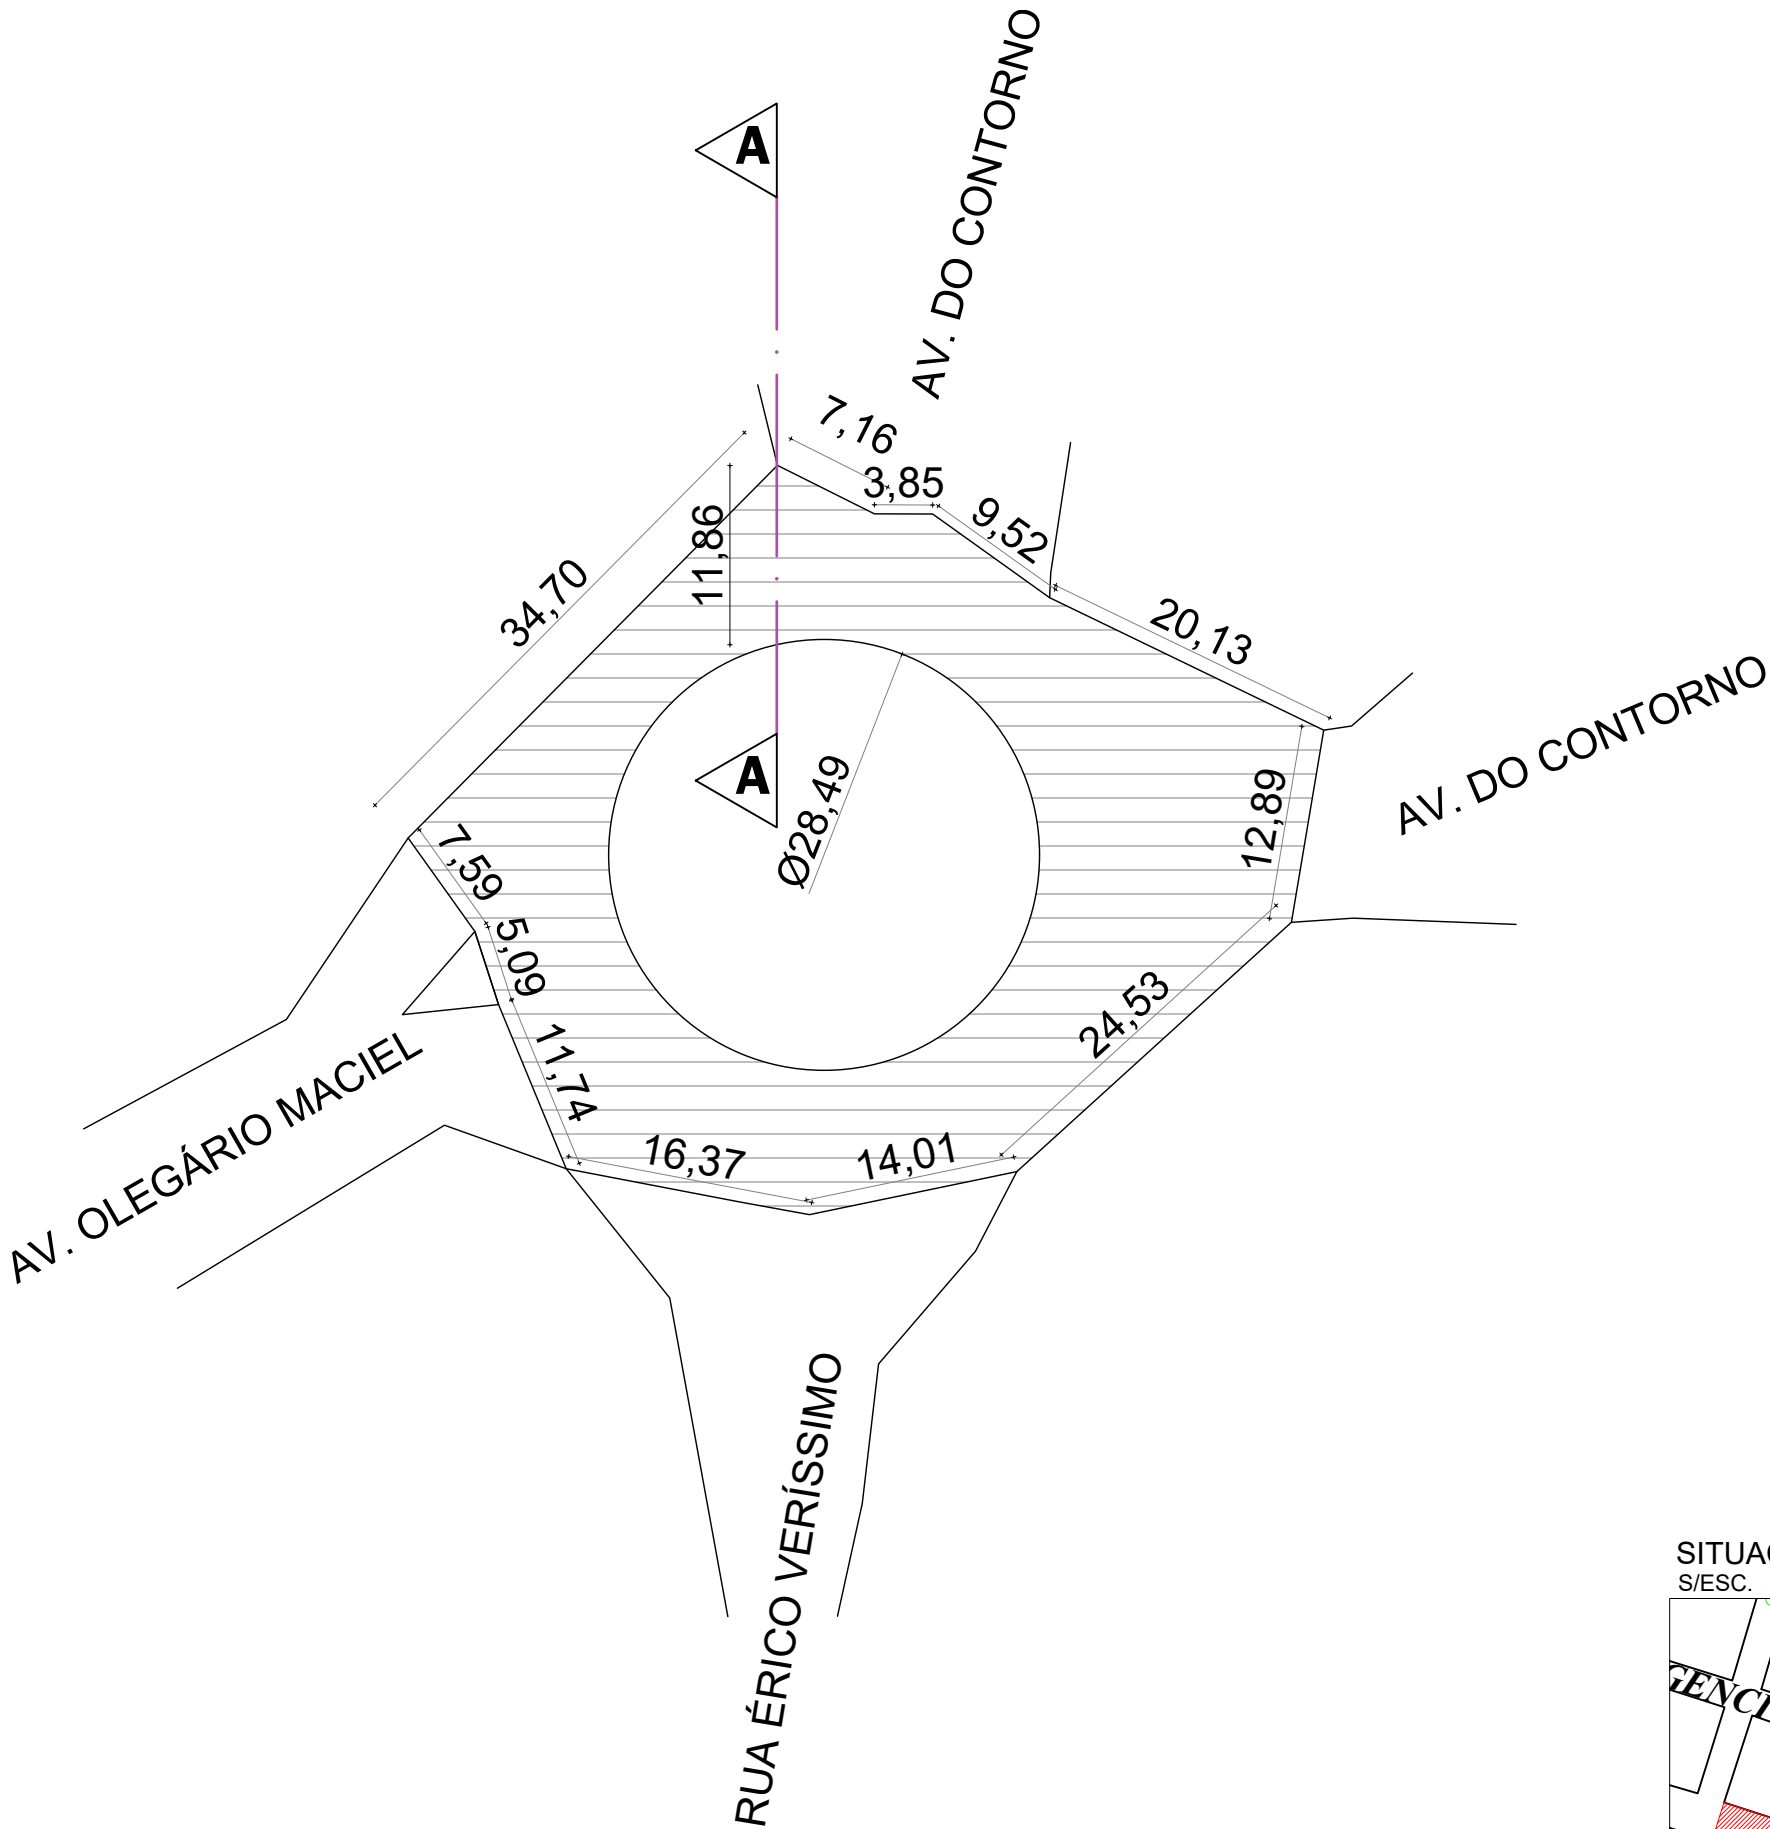 AV. DO CONTORNO
A
7,16
3,85
9,52
11,86
34,70
20,13
AV. DO CONTORNO
A
Ø28,49
12,89
7,59
5,09
24,53
11,74
AV. OLEGÁRIO MACIEL
16,37
14,01
RUA ÉRICO VERÍSSIMO
S/ESC.